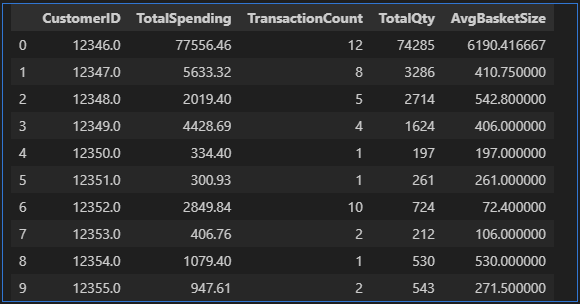 CustomerID TotalSpending TransactionCount TotalQty AvgBasketSize
0 12346.0 77556.46 12 74285 6190.416667
1 12347.0 5633.32 8 3286 410.750000
2 12348.0 2019.40 5 2714 542.800000
3 12349.0 4428.69 4 1624 406.000000
4 12350.0 334.40 1 197 197.000000
5 12351.0 300.93 1 261 261.000000
6 12352.0 2849.84 10 724 72.400000
7 12353.0 406.76 2 212 106.000000
8 12354.0 1079.40 1 530 530.000000
9 12355.0 947.61 2 543 271.500000